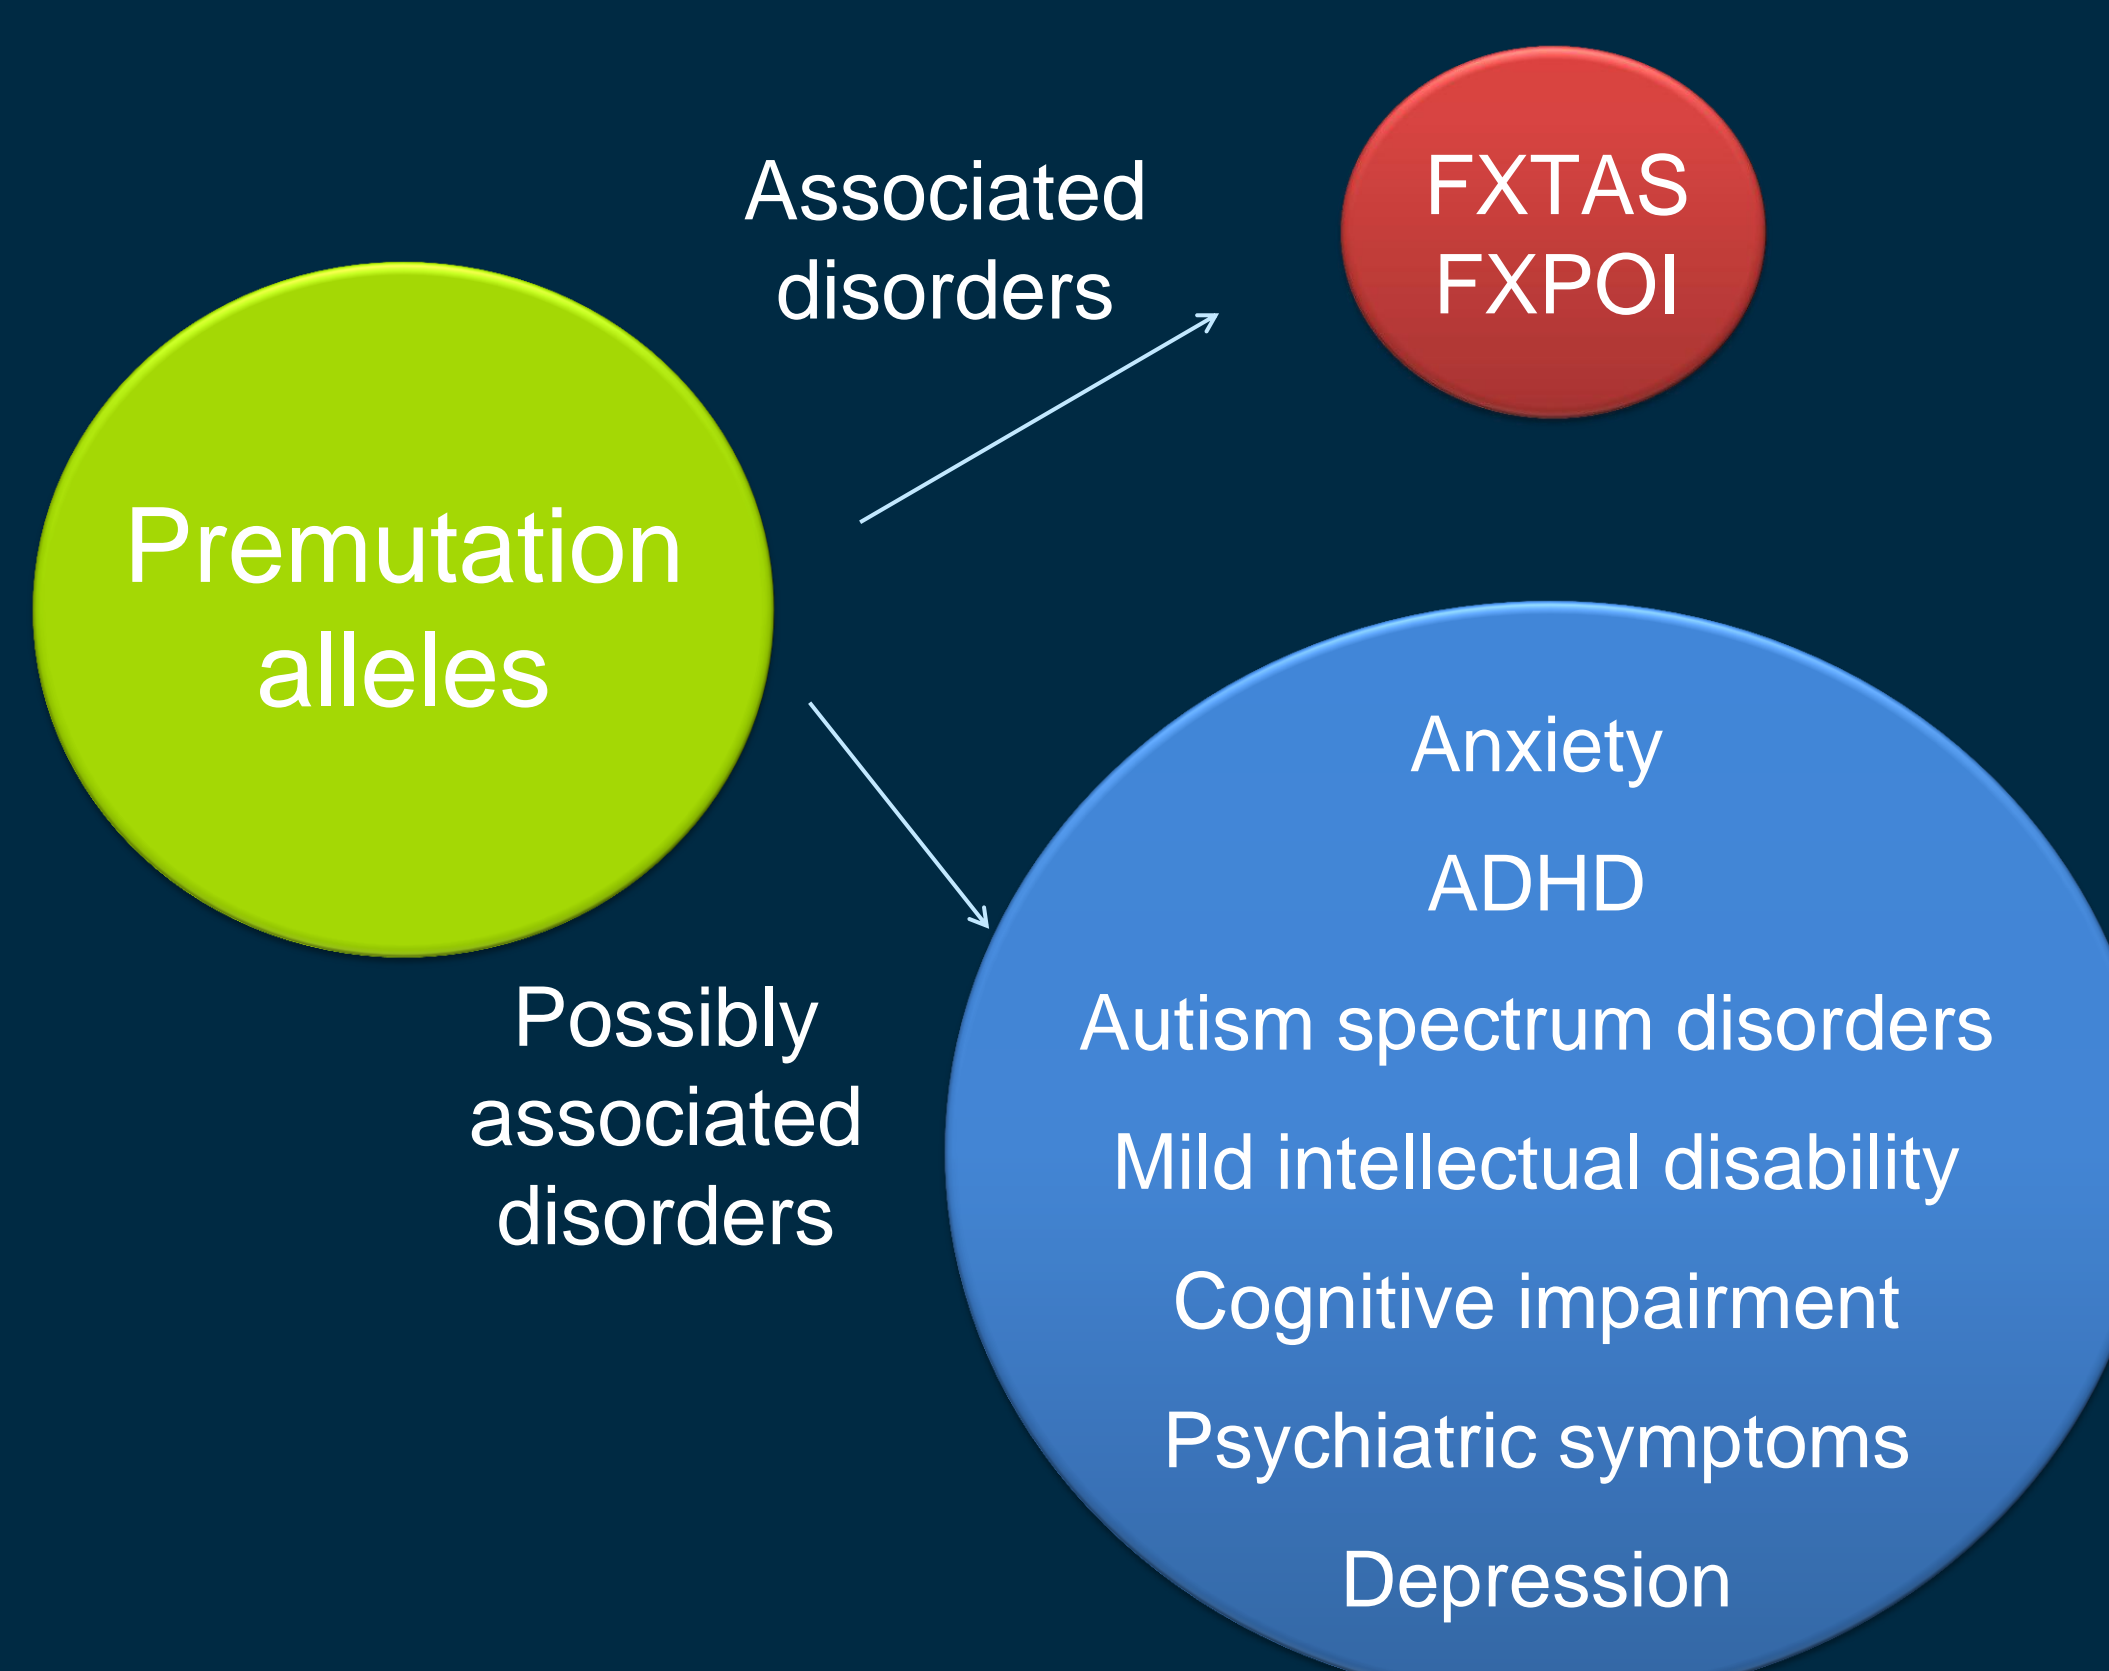 Associated
disorders
FXTAS
FXPOI
Premutation
alleles
Possibly
associated
disorders
Anxiety
ADHD
Autism spectrum disorders
Mild intellectual disability
Cognitive impairment
Psychiatric symptoms
Depression